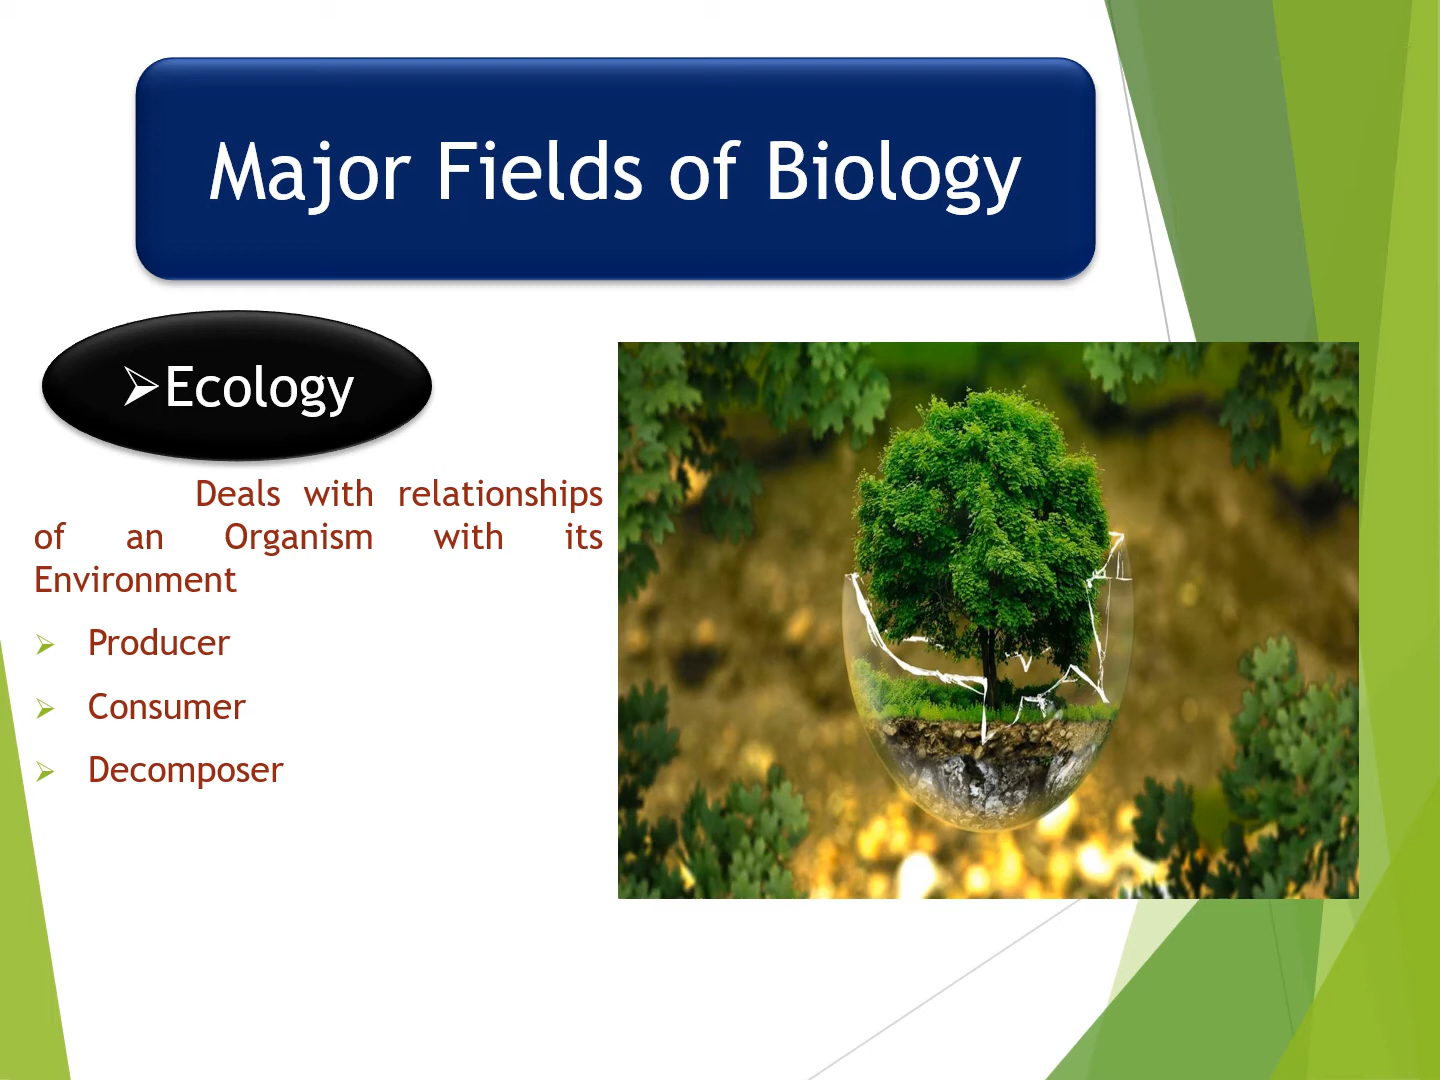 Major Fields of Biology
➢Ecology
Deals with relationships
of an Organism with its
Environment
➢ Producer
➢ Consumer
➢ Decomposer